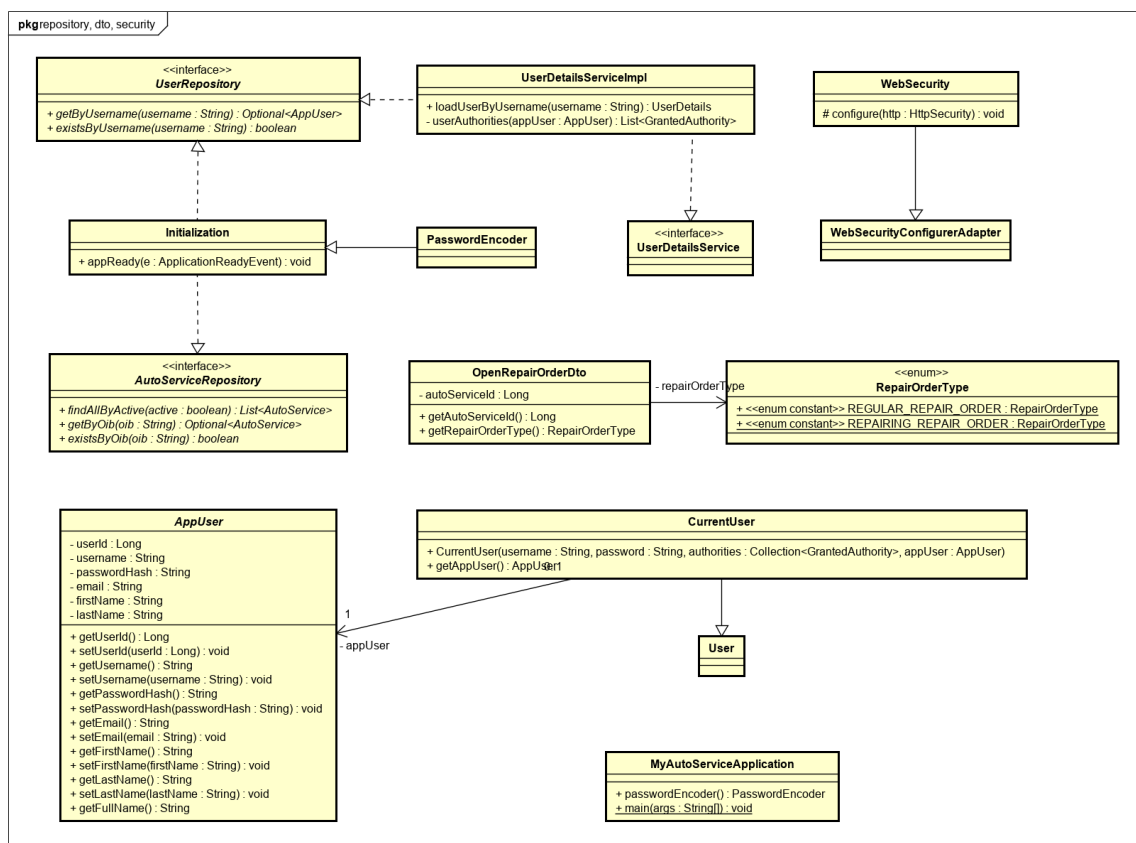 pkg repository, dto, security
<<interface>>
UserRepository
+ getByUsername(username : String) : Optional<AppUser>
+ existsByUsername(username : String) : boolean
UserDetailsServiceImpl
+ loadUserByUsername(username : String) : UserDetails
- userAuthorities(appUser : AppUser) : List<GrantedAuthority>
WebSecurity
# configure(http : HttpSecurity) : void
Initialization
+ appReady(e : ApplicationReadyEvent) : void
PasswordEncoder
<<interface>>
UserDetailsService
WebSecurityConfigurerAdapter
<<interface>>
AutoServiceRepository
+ findAllByActive(active : boolean) : List<AutoService>
+ getByOib(oib : String) : Optional<AutoService>
+ existsByOib(oib : String) : boolean
OpenRepairOrderDto
- autoServiceId : Long
+ getAutoServiceId() : Long
+ getRepairOrderType() : RepairOrderType
- repairOrderType
<<enum>>
RepairOrderType
+ <<enum constant>> REGULAR_REPAIR_ORDER : RepairOrderType
+ <<enum constant>> REPAIRING_REPAIR_ORDER : RepairOrderType
AppUser
- userId : Long
- username : String
- passwordHash : String
- email : String
- firstName : String
- lastName : String
+ getUserId() : Long
+ setUserId(userId : Long) : void
+ getUsername() : String
+ setUsername(username : String) : void
+ getPasswordHash() : String
+ setPasswordHash(passwordHash : String) : void
+ getEmail() : String
+ setEmail(email : String) : void
+ getFirstName() : String
+ setFirstName(firstName : String) : void
+ getLastName() : String
+ setLastName(lastName : String) : void
+ getFullName() : String
CurrentUser
+ CurrentUser(username : String, password : String, authorities : Collection<GrantedAuthority>, appUser : AppUser)
+ getAppUser() : AppUser
0..1
1
- appUser
User
MyAutoServiceApplication
+ passwordEncoder() : PasswordEncoder
+ main(args : String[]) : void